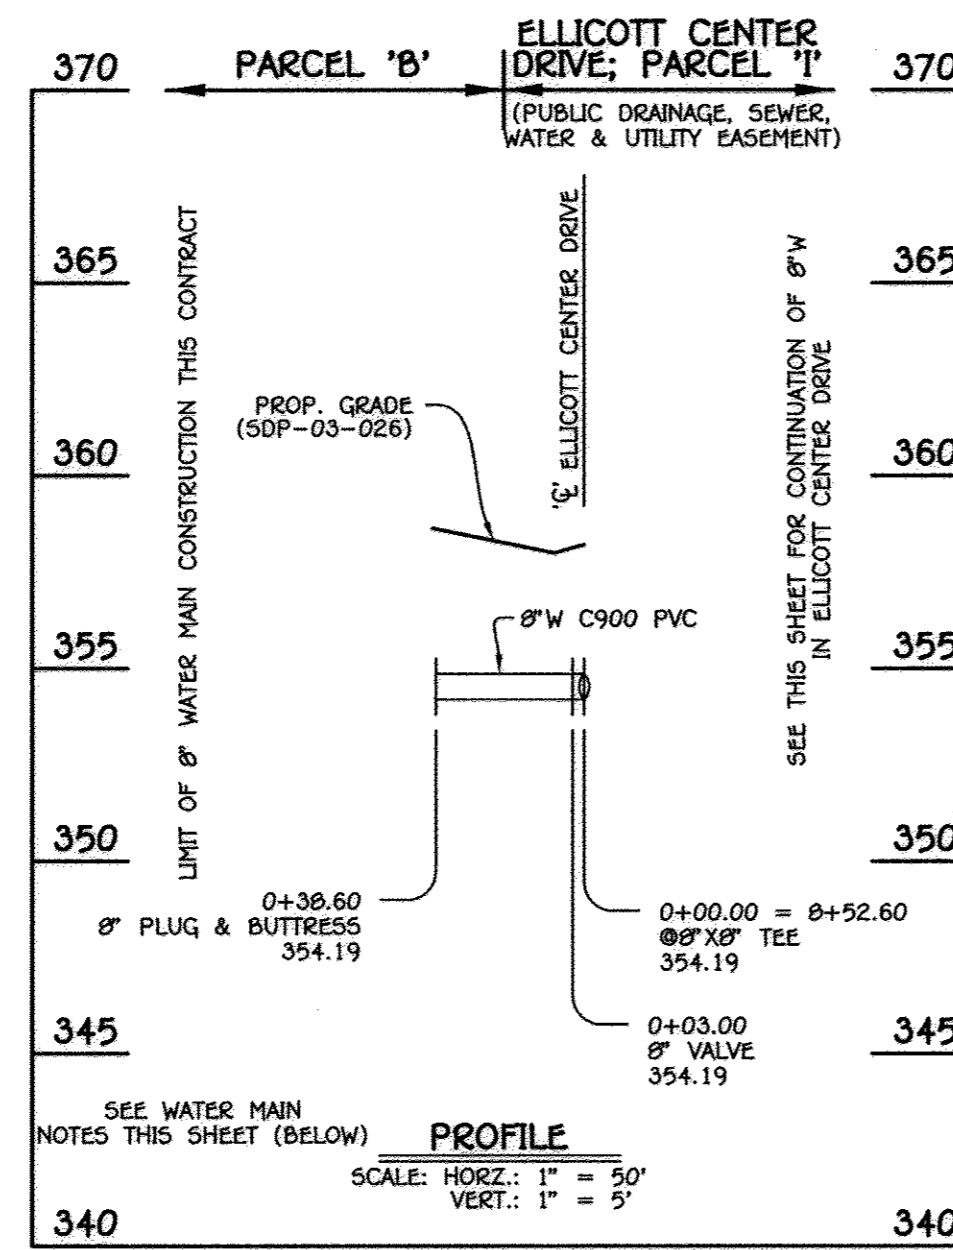 ELLICOTT CENTER
370 PARCEL 'B' DRIVE; PARCEL 'I' 370
(PUBLIC DRAINAGE, SEWER,
WATER & UTILITY EASEMENT)
LIMIT OF 8" WATER MAIN CONSTRUCTION THIS CONTRACT
℄ ELLICOTT CENTER DRIVE
SEE THIS SHEET FOR CONTINUATION OF 8"W
IN ELLICOTT CENTER DRIVE
365 365
PROP. GRADE
(SDP-03-026)
360 360
8"W C900 PVC
355 355
350 350
0+38.60
8" PLUG & BUTTRESS
354.19
0+00.00 = 8+52.60
@8"X8" TEE
354.19
0+03.00
8" VALVE
354.19
345 345
SEE WATER MAIN
NOTES THIS SHEET (BELOW)
PROFILE
SCALE: HORZ.: 1" = 50'
VERT.: 1" = 5'
340 340